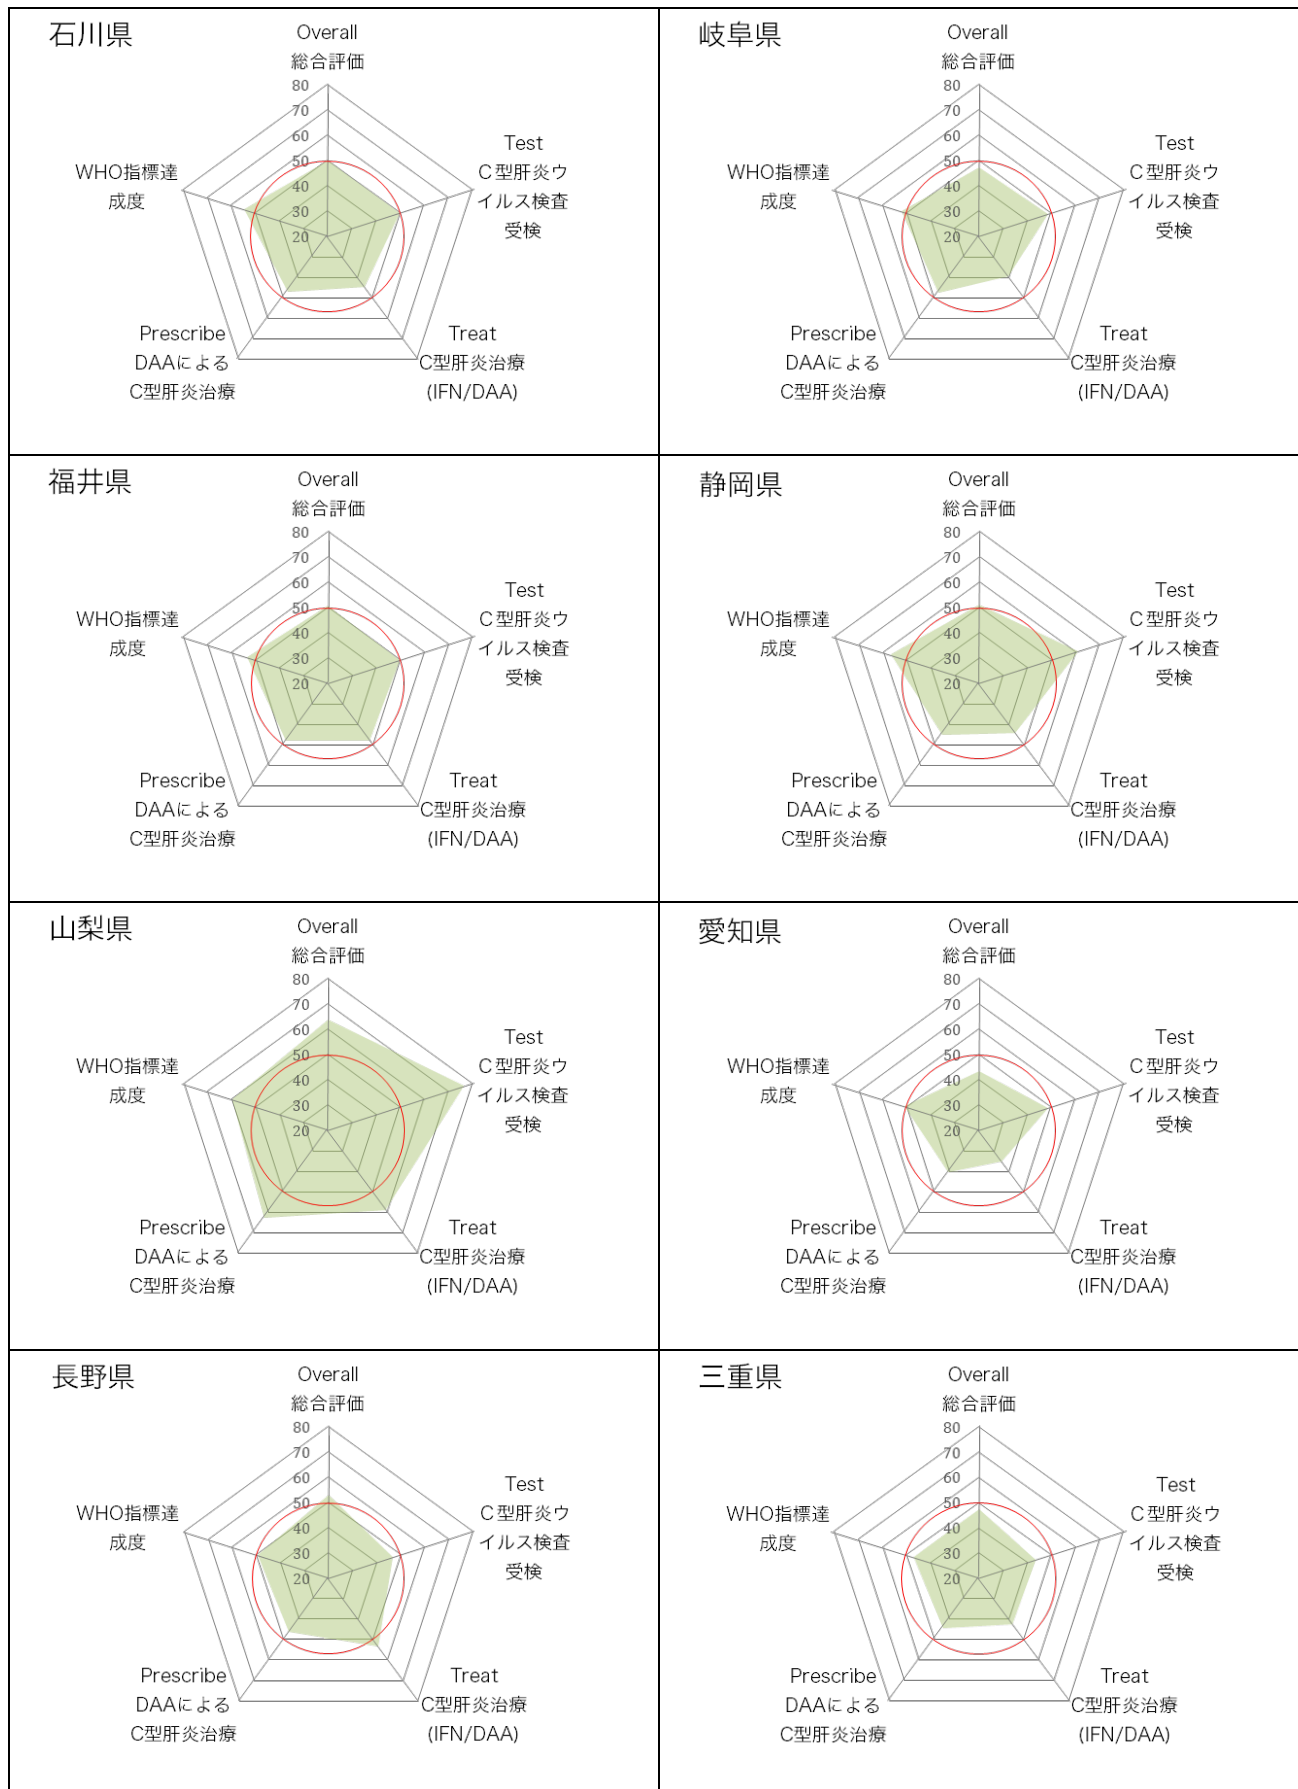 石川県
Overall
総合評価
80
70
60
50
40
30
20
Test
Ｃ型肝炎ウ
イルス検査
受検
Treat
C型肝炎治療
(IFN/DAA)
Prescribe
DAAによる
C型肝炎治療
WHO指標達
成度
岐阜県
Overall
総合評価
80
70
60
50
40
30
20
Test
Ｃ型肝炎ウ
イルス検査
受検
Treat
C型肝炎治療
(IFN/DAA)
Prescribe
DAAによる
C型肝炎治療
WHO指標達
成度
福井県
Overall
総合評価
80
70
60
50
40
30
20
Test
Ｃ型肝炎ウ
イルス検査
受検
Treat
C型肝炎治療
(IFN/DAA)
Prescribe
DAAによる
C型肝炎治療
WHO指標達
成度
静岡県
Overall
総合評価
80
70
60
50
40
30
20
Test
Ｃ型肝炎ウ
イルス検査
受検
Treat
C型肝炎治療
(IFN/DAA)
Prescribe
DAAによる
C型肝炎治療
WHO指標達
成度
山梨県
Overall
総合評価
80
70
60
50
40
30
20
Test
Ｃ型肝炎ウ
イルス検査
受検
Treat
C型肝炎治療
(IFN/DAA)
Prescribe
DAAによる
C型肝炎治療
WHO指標達
成度
愛知県
Overall
総合評価
80
70
60
50
40
30
20
Test
Ｃ型肝炎ウ
イルス検査
受検
Treat
C型肝炎治療
(IFN/DAA)
Prescribe
DAAによる
C型肝炎治療
WHO指標達
成度
長野県
Overall
総合評価
80
70
60
50
40
30
20
Test
Ｃ型肝炎ウ
イルス検査
受検
Treat
C型肝炎治療
(IFN/DAA)
Prescribe
DAAによる
C型肝炎治療
WHO指標達
成度
三重県
Overall
総合評価
80
70
60
50
40
30
20
Test
Ｃ型肝炎ウ
イルス検査
受検
Treat
C型肝炎治療
(IFN/DAA)
Prescribe
DAAによる
C型肝炎治療
WHO指標達
成度